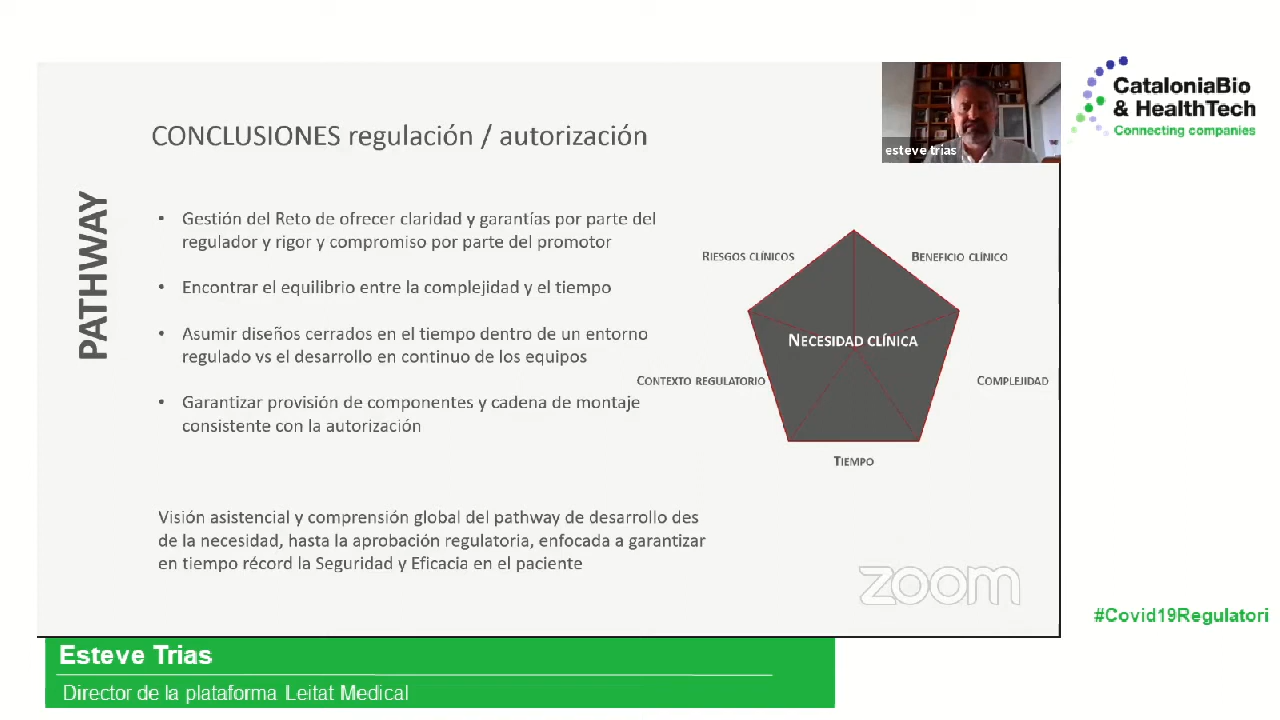 CONCLUSIONES regulación / autorización
PATHWAY
• Gestión del Reto de ofrecer claridad y garantías por parte del
regulador y rigor y compromiso por parte del promotor
• Encontrar el equilibrio entre la complejidad y el tiempo
• Asumir diseños cerrados en el tiempo dentro de un entorno
regulado vs el desarrollo en continuo de los equipos
• Garantizar provisión de componentes y cadena de montaje
consistente con la autorización
Visión asistencial y comprensión global del pathway de desarrollo des
de la necesidad, hasta la aprobación regulatoria, enfocada a garantizar
en tiempo récord la Seguridad y Eficacia en el paciente
RIESGOS CLÍNICOS
BENEFICIO CLÍNICO
NECESIDAD CLÍNICA
CONTEXTO REGULATORIO
COMPLEJIDAD
TIEMPO
esteve trias
zoom
CataloniaBio
& HealthTech
Connecting companies
#Covid19Regulatori
Esteve Trias
Director de la plataforma Leitat Medical